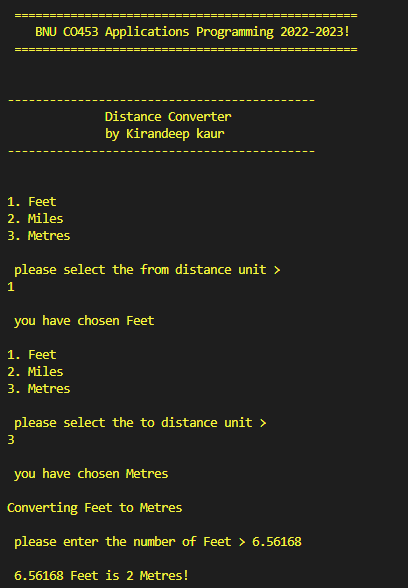 =================================================
BNU CO453 Applications Programming 2022-2023!
=================================================
--------------------------------------------
Distance Converter
by Kirandeep kaur
--------------------------------------------
1. Feet
2. Miles
3. Metres
please select the from distance unit >
1
you have chosen Feet
1. Feet
2. Miles
3. Metres
please select the to distance unit >
3
you have chosen Metres
Converting Feet to Metres
please enter the number of Feet > 6.56168
6.56168 Feet is 2 Metres!